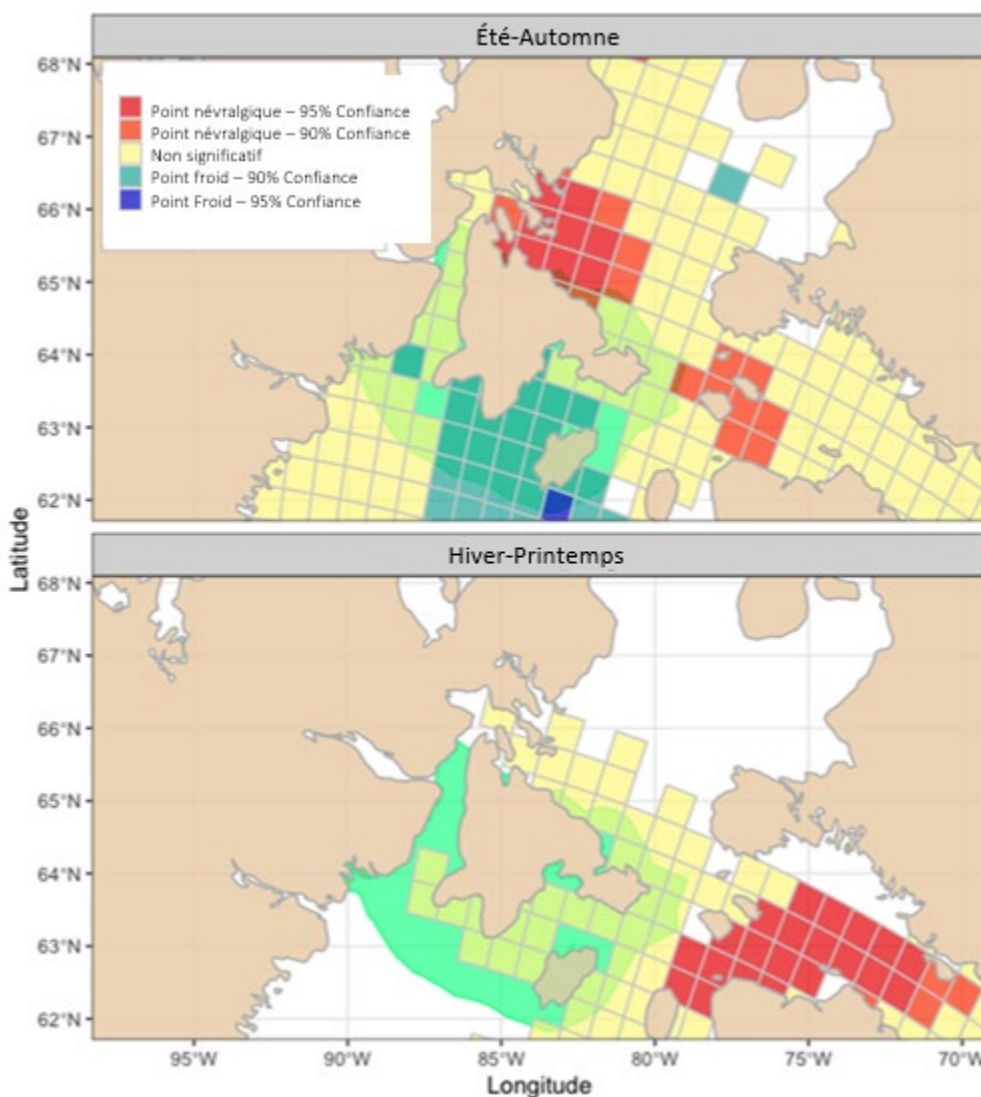 Été-Automne
68°N
Point névralgique – 95% Confiance
67°N
Point névralgique – 90% Confiance
Non significatif
Point froid – 90% Confiance
66°N
Point Froid – 95% Confiance
65°N
64°N
63°N
62°N
Latitude
Hiver-Printemps
68°N
67°N
66°N
65°N
64°N
63°N
62°N
95°W
90°W
85°W
80°W
75°W
70°W
Longitude